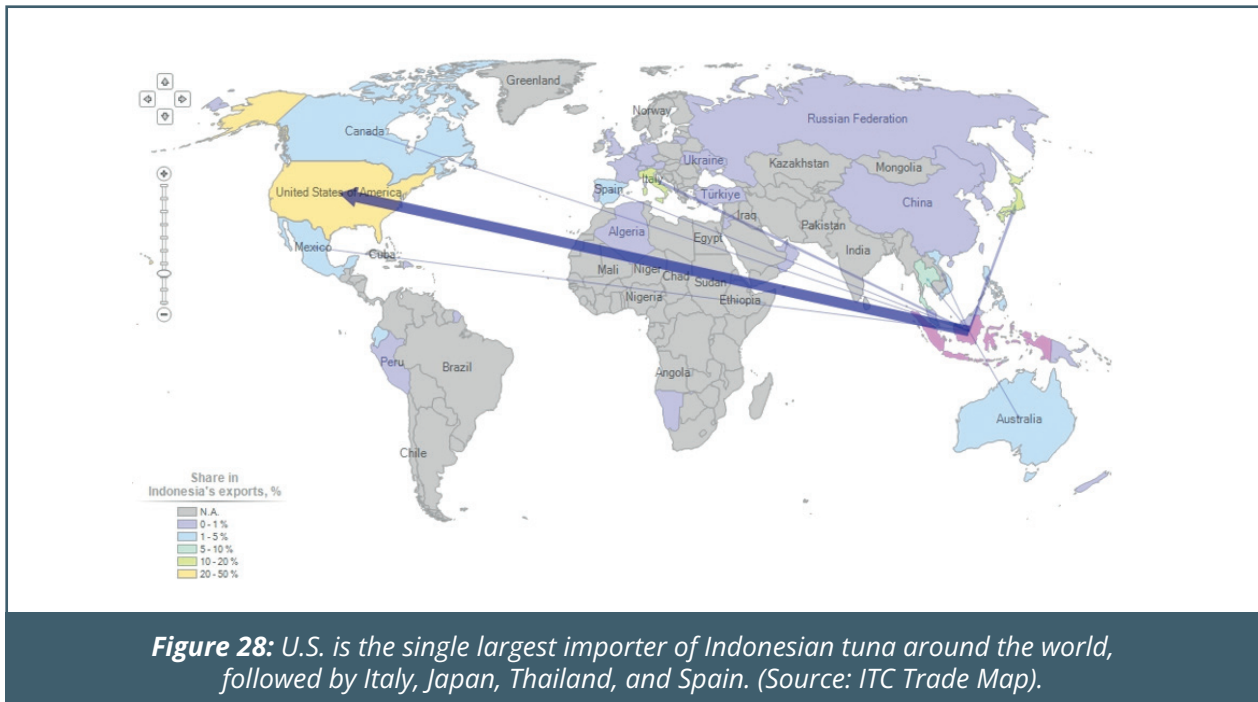 Greenland
Norway
Russian Federation
Canada
Ukraine
Kazakhstan
Mongolia
Italy
Spain
Türkiye
United States of America
China
Iraq
Algeria
Egypt
Pakistan
India
Mexico
Cuba
Mali
Niger
Chad
Sudan
Nigeria
Ethiopia
Peru
Brazil
Angola
Australia
Chile
Share in
Indonesia's exports, %
N.A.
0 - 1 %
1 - 5 %
5 - 10 %
10 - 20 %
20 - 50 %
Figure 28: U.S. is the single largest importer of Indonesian tuna around the world,
followed by Italy, Japan, Thailand, and Spain. (Source: ITC Trade Map).